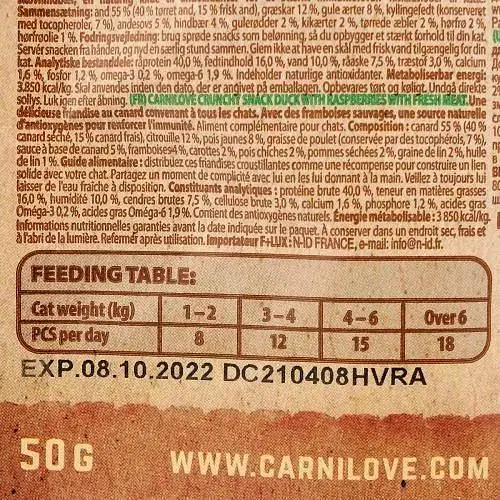 Sammensætning: and 55 % (40 % tørret and, 15 % frisk and), græskar 12 %, gule ærter 8 %, kyllingefedt (konserveret
med tocopheroler, 7 %), andesovs 5 %, hindbær 4 %, gulerødder 2 %, kikærter 2 %, tørrede æbler 2 %, hørfrø 2 %,
hørfrøolie 1 %. Fodringsvejledning: brug sprøde snacks som belønning, så du opbygger et stærkt forhold til din kat.
Servér snacken fra hånden, og nyd en særlig stund sammen. Glem ikke at have en skål med frisk vand tilgængelig for din
kat. Analytiske bestanddele: råprotein 40,0 %, fedtindhold 16,0 %, vand 10,0 %, råaske 7,5 %, træstof 3,0 %, calcium
1,6 %, fosfor 1,2 %, omega-3 0,2 %, omega-6 1,9 %. Indeholder naturlige antioxidanter. Metaboliserbar energi:
3.850 kcal/kg. Skal anvendes inden den dato, der er angivet på emballagen. Opbevares tørt og køligt. Undgå direkte
sollys. Luk igen efter åbning. (FR) CARNILOVE CRUNCHY SNACK DUCK WITH RASPBERRIES WITH FRESH MEAT. Une
délicieuse friandise au canard convenant à tous les chats. Avec des framboises sauvages, une source naturelle
d'antioxygènes pour renforcer l'immunité. Aliment complémentaire pour chats. Composition : canard 55 % (40 %
canard séché, 15 % canard frais), citrouille 12 %, pois jaunes 8 %, graisse de poulet (conservée par des tocophérols, 7 %),
sauce à base de canard 5 %, framboises 4 %, carottes 2 %, pois chiches 2 %, pommes séchées 2 %, graine de lin 2 %, huile
de lin 1 %. Guide alimentaire : distribuez ces friandises croustillantes comme une récompense pour construire un lien
solide avec votre chat. Partagez un moment de complicité avec lui en les lui donnant à la main. Veillez à toujours lui
laisser de l'eau fraîche à disposition. Constituants analytiques : protéine brute 40,0 %, teneur en matières grasses
16,0 %, humidité 10,0 %, cendres brutes 7,5 %, cellulose brute 3,0 %, calcium 1,6 %, phosphore 1,2 %, acides gras
Oméga-3 0,2 %, acides gras Oméga-6 1,9 %. Contient des antioxygènes naturels. Énergie métabolisable : 3 850 kcal/kg.
Informations nutritionnelles garanties avant la date indiquée sur le paquet. À conserver dans un endroit sec, frais et
à l'abri de la lumière. Refermer après utilisation. Importateur F+LUX: N-ID FRANCE, e-mail: info@n-id.fr.
FEEDING TABLE:
Cat weight (kg) 1–2 3–4 4–6 Over 6
PCS per day 8 12 15 18
EXP.08.10.2022 DC210408HVRA
50 G WWW.CARNILOVE.COM